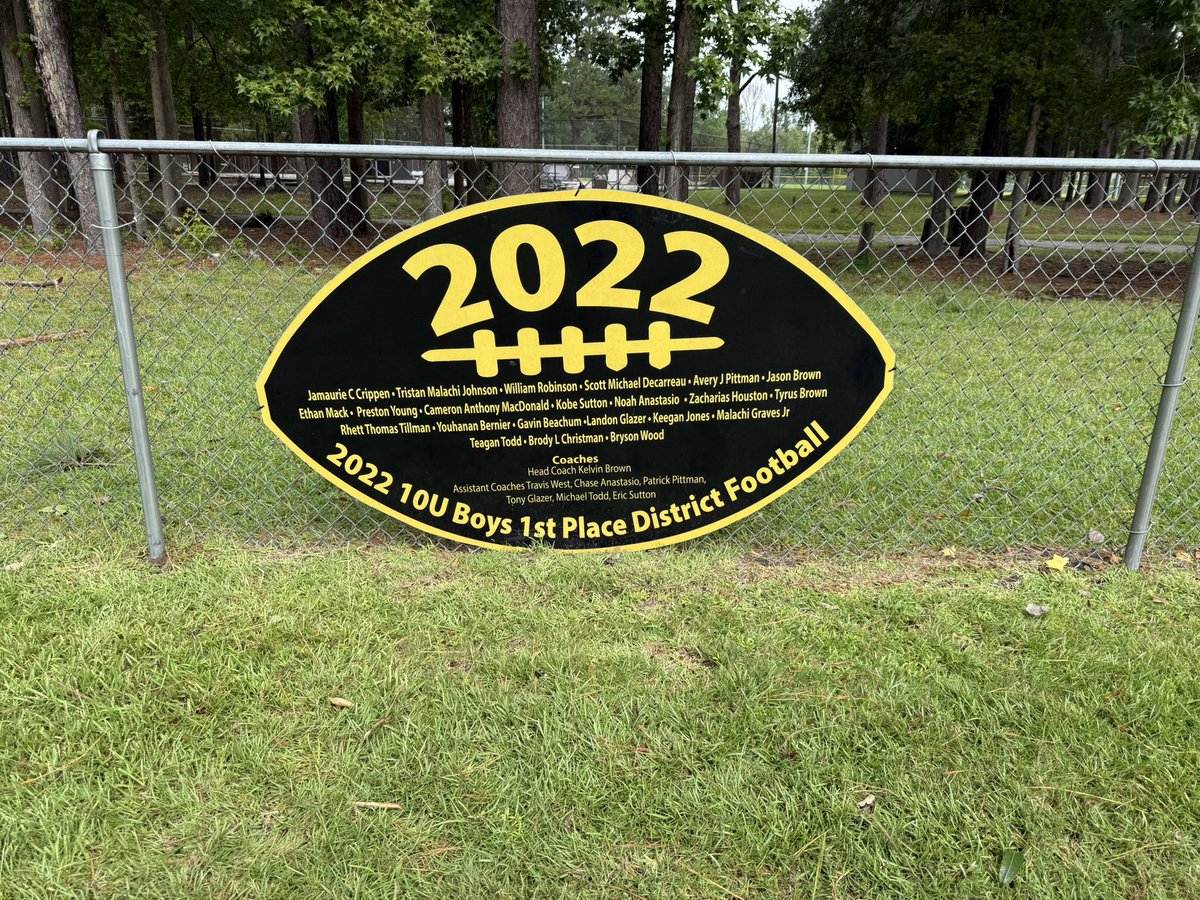 2022
Jamaurie C Crippen • Tristan Malachi Johnson • William Robinson • Scott Michael Decarreau • Avery J Pittman • Jason Brown
Ethan Mack • Preston Young • Cameron Anthony MacDonald • Kobe Sutton • Noah Anastasio • Zacharias Houston • Tyrus Brown
Rhett Thomas Tillman • Youhanan Bernier • Gavin Beachum •Landon Glazer • Keegan Jones • Malachi Graves Jr
Teagan Todd • Brody L Christman • Bryson Wood
Coaches
Head Coach Kelvin Brown
Assistant Coaches Travis West, Chase Anastasio, Patrick Pittman,
Tony Glazer, Michael Todd, Eric Sutton
2022 10U Boys 1st Place District Football